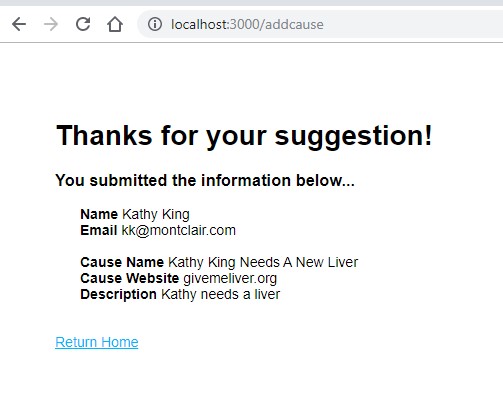 localhost:3000/addcause
Thanks for your suggestion!
You submitted the information below...
Name Kathy King
Email kk@montclair.com
Cause Name Kathy King Needs A New Liver
Cause Website givemeliver.org
Description Kathy needs a liver
Return Home